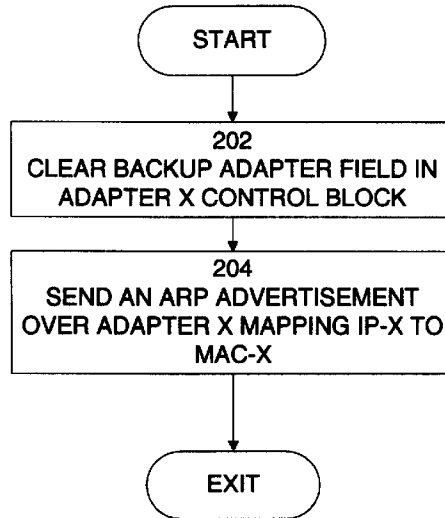 START
202
CLEAR BACKUP ADAPTER FIELD IN
ADAPTER X CONTROL BLOCK
204
SEND AN ARP ADVERTISEMENT
OVER ADAPTER X MAPPING IP-X TO
MAC-X
EXIT